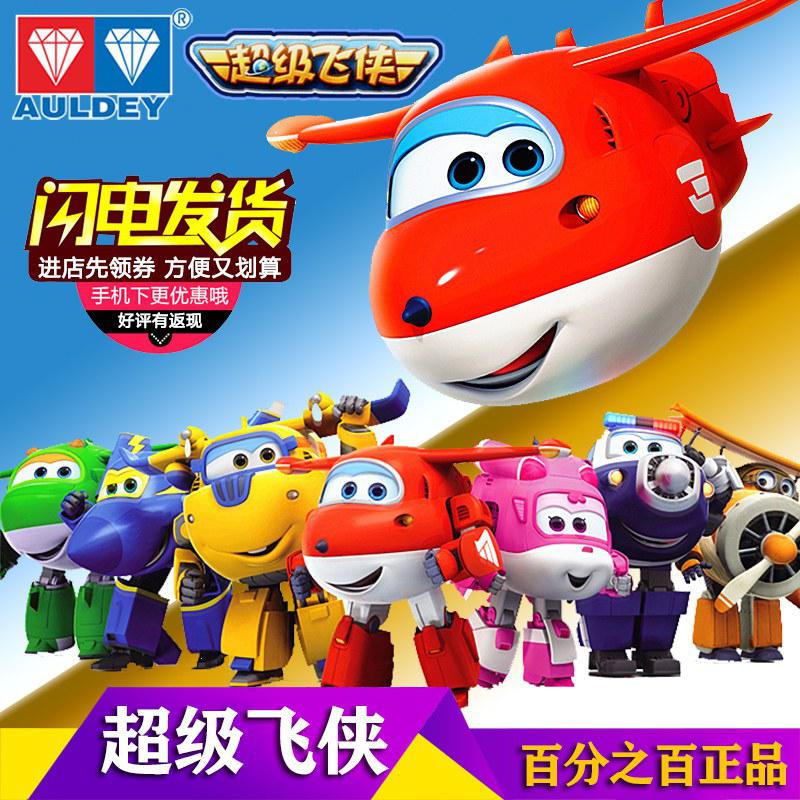 ®
AULDEY
超级飞侠
闪电发货
进店先领券 方便又划算
手机下更优惠哦
好评有返现
超级飞侠
百分之百正品